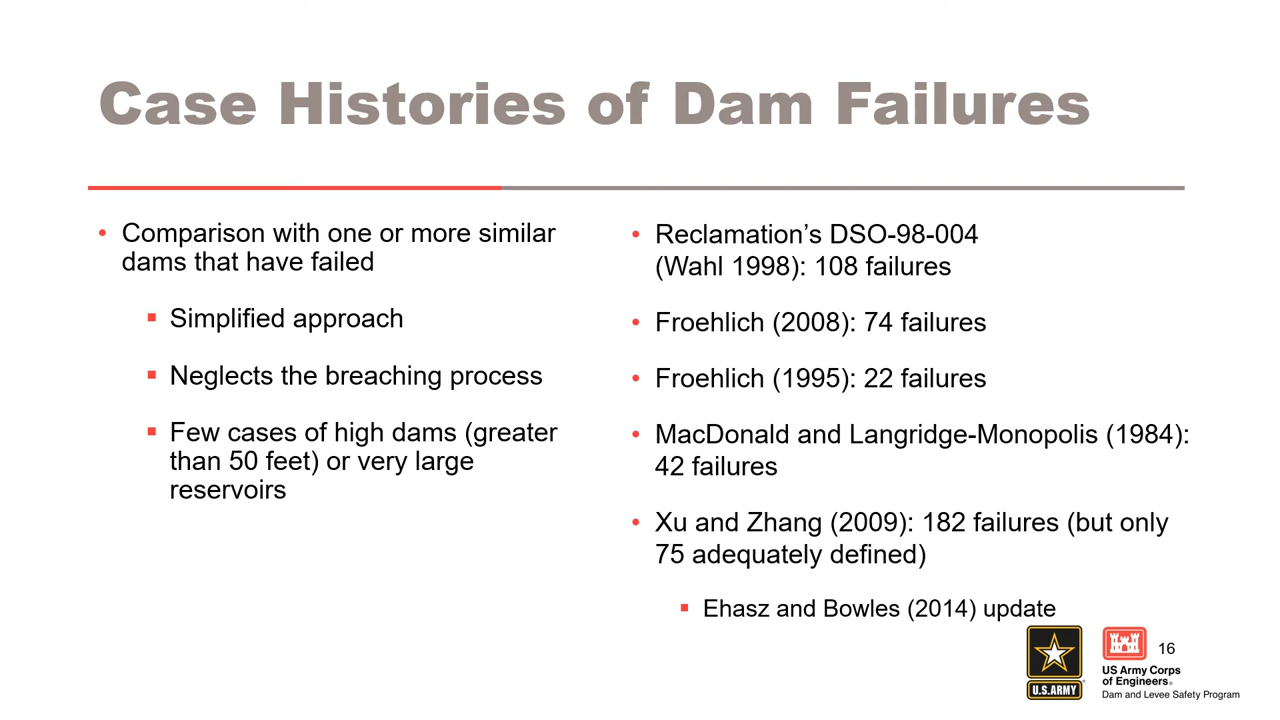 Case Histories of Dam Failures
• Comparison with one or more similar
dams that have failed
▪ Simplified approach
▪ Neglects the breaching process
▪ Few cases of high dams (greater
than 50 feet) or very large
reservoirs
• Reclamation’s DSO-98-004
(Wahl 1998): 108 failures
• Froehlich (2008): 74 failures
• Froehlich (1995): 22 failures
• MacDonald and Langridge-Monopolis (1984):
42 failures
• Xu and Zhang (2009): 182 failures (but only
75 adequately defined)
▪ Ehasz and Bowles (2014) update
U.S.ARMY
US Army Corps
of Engineers®
Dam and Levee Safety Program
16